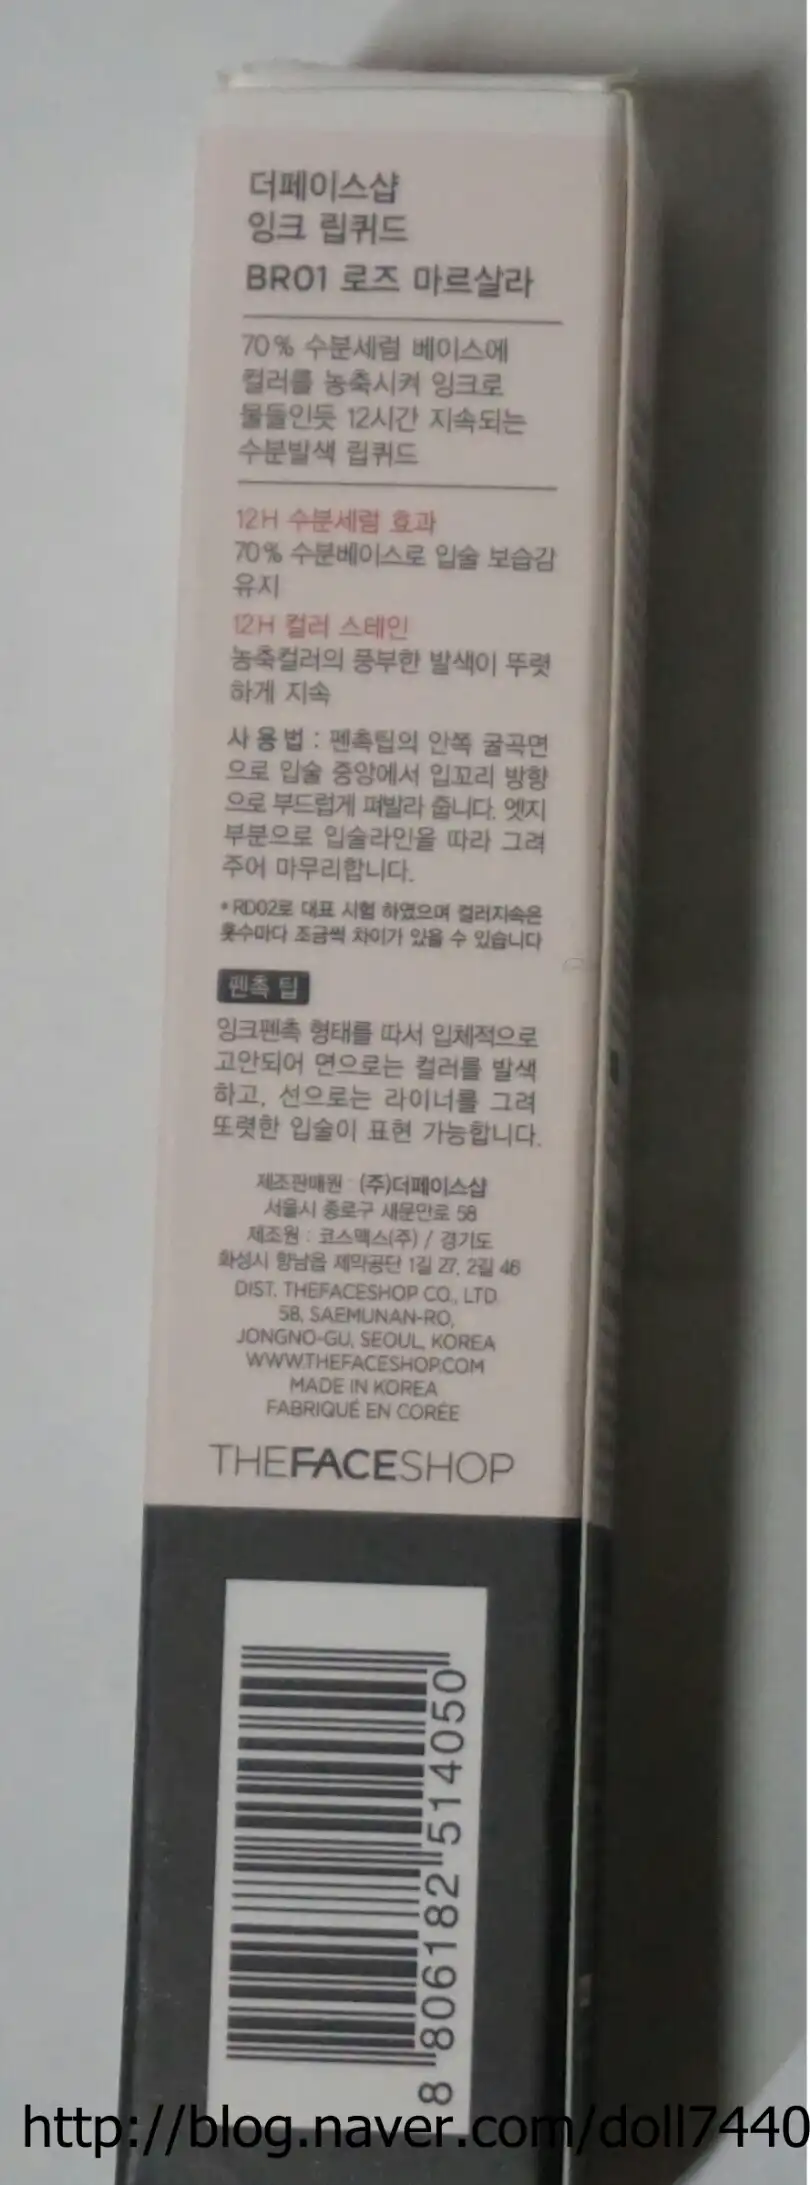 더페이스샵
잉크 립퀴드
BR01 로즈 마르살라
70% 수분세럼 베이스에
컬러를 농축시켜 잉크로
물들인듯 12시간 지속되는
수분발색 립퀴드
12H 수분세럼 효과
70% 수분베이스로 입술 보습감
유지
12H 컬러 스테인
농축컬러의 풍부한 발색이 뚜렷
하게 지속
사용법 : 펜촉팁의 안쪽 굴곡면
으로 입술 중앙에서 입꼬리 방향
으로 부드럽게 펴발라 줍니다. 엣지
부분으로 입술라인을 따라 그려
주어 마무리합니다.
* RD02로 대표 시험 하였으며 컬러지속은
홋수마다 조금씩 차이가 있을 수 있습니다
펜촉 팁
잉크펜촉 형태를 따서 입체적으로
고안되어 면으로는 컬러를 발색
하고, 선으로는 라이너를 그려
또렷한 입술이 표현 가능합니다.
제조판매원 : (주)더페이스샵
서울시 종로구 새문안로 58
제조원 : 코스맥스(주) / 경기도
화성시 향남읍 제약공단 1길 27, 2길 46
DIST. THEFACESHOP CO., LTD
58, SAEMUNAN-RO,
JONGNO-GU, SEOUL, KOREA
WWW.THEFACESHOP.COM
MADE IN KOREA
FABRIQUÉ EN CORÉE
THEFACESHOP
8 806182 514050
http://blog.naver.com/doll7440